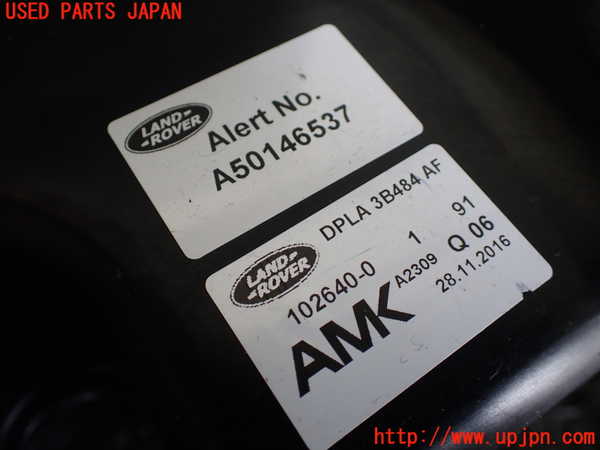 USED PARTS JAPAN
LAND-ROVER
Alert No.
A50146537
LAND-ROVER
DPLA 3B484 AF
102640-0 1 91
AMK A2309 Q 06
28.11.2016
http://www.upjpn.com/